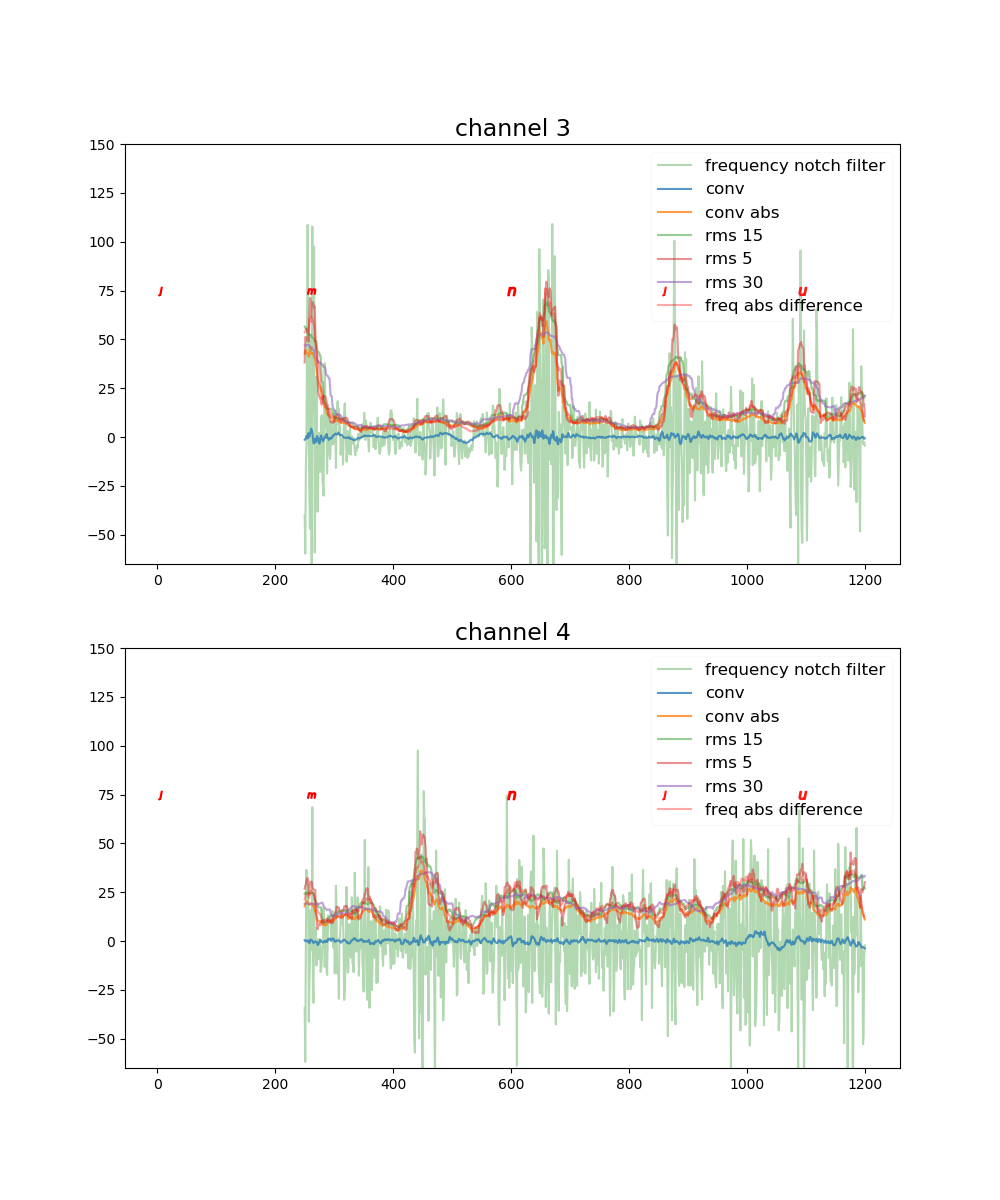 channel 3
150
125
100
75
50
25
0
−25
−50
frequency notch filter
conv
conv abs
rms 15
rms 5
rms 30
freq abs difference
J m n J u
0 200 400 600 800 1000 1200
channel 4
150
125
100
75
50
25
0
−25
−50
frequency notch filter
conv
conv abs
rms 15
rms 5
rms 30
freq abs difference
J m n J u
0 200 400 600 800 1000 1200